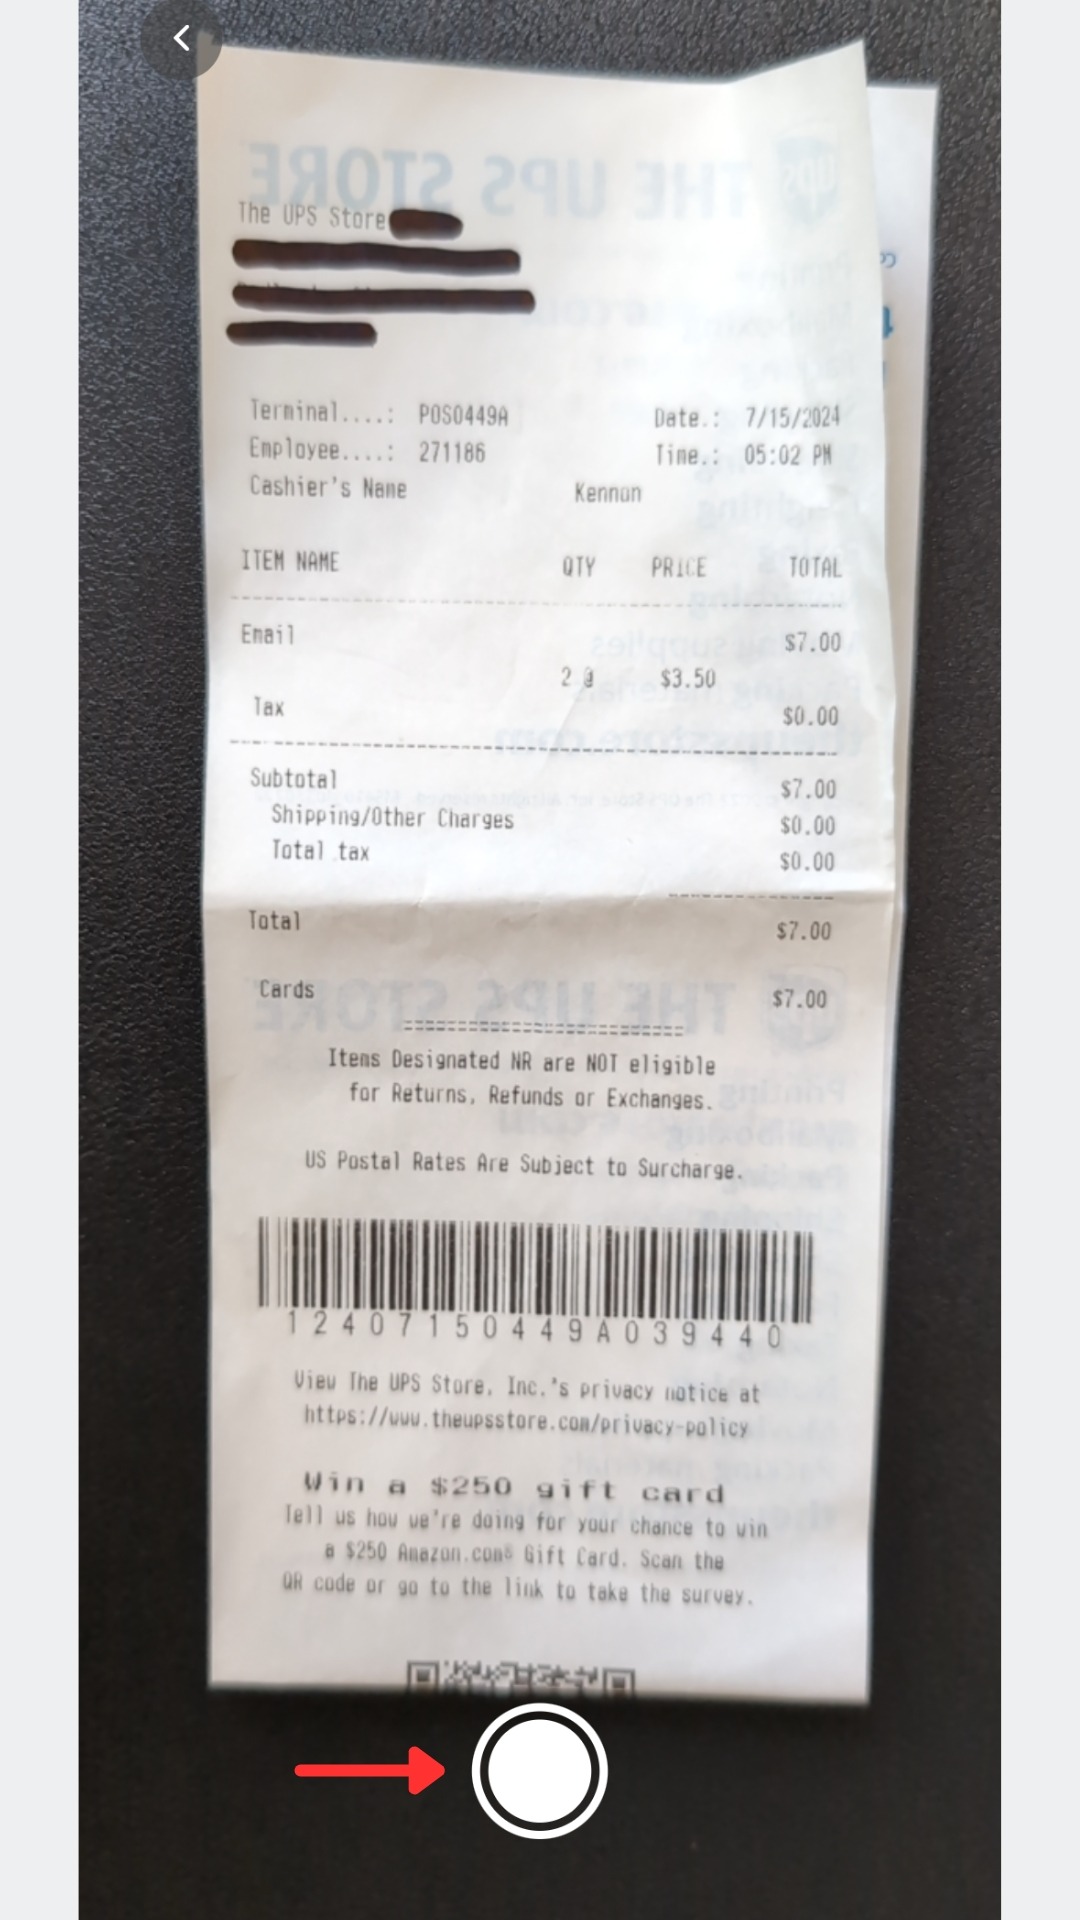 The UPS Store
Terminal....: POS0449A Date.: 7/15/2024
Employee....: 271186 Time.: 05:02 PM
Cashier's Name Kennon
ITEM NAME QTY PRICE TOTAL
Email $7.00
2 @ $3.50
Tax $0.00
Subtotal $7.00
Shipping/Other Charges $0.00
Total tax $0.00
Total $7.00
Cards $7.00
Items Designated NR are NOT eligible
for Returns, Refunds or Exchanges.
US Postal Rates Are Subject to Surcharge.
12407150449A039440
View The UPS Store, Inc.'s privacy notice at
https://www.theupsstore.com/privacy-policy
Win a $250 gift card
Tell us how we're doing for your chance to win
a $250 Amazon.com® Gift Card. Scan the
QR code or go to the link to take the survey.